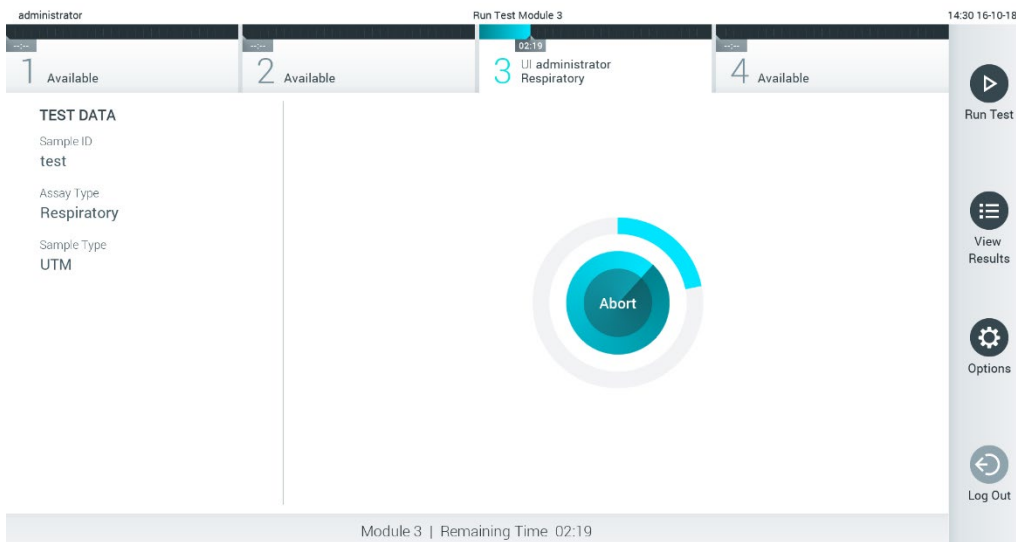 administrator
Run Test Module 3
14:30 16-10-18
--:--
1 Available
--:--
2 Available
02:19
3 UI administrator
Respiratory
--:--
4 Available
TEST DATA
Sample ID
test
Assay Type
Respiratory
Sample Type
UTM
Abort
Run Test
View
Results
Options
Log Out
Module 3 | Remaining Time 02:19